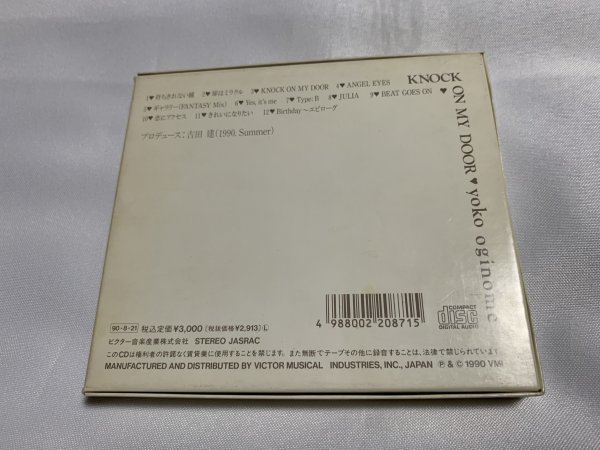 1♥待ちきれない瞳 2♥扉はミラクル 3♥KNOCK ON MY DOOR 4♥ANGEL EYES
5♥ギャラリー(FANTASY Mix) 6♥Yes, it's me 7♥Type: B 8♥JULIA 9♥BEAT GOES ON
10♥恋にアクセス 11♥きれいになりたい 12♥Birthday〜エピローグ
プロデュース：吉田 建(1990. Summer)
KNOCK ON MY DOOR♥yoko oginome
4 988002 208715
COMPACT
disc
DIGITAL AUDIO
90・8・21 税込定価¥3,000(税抜価格¥2,913)L
ビクター音楽産業株式会社 STEREO JASRAC
このCDは権利者の許諾なく賃貸業に使用することを禁じます。また無断でテープその他に録音することは、法律で禁じられています
MANUFACTURED AND DISTRIBUTED BY VICTOR MUSICAL INDUSTRIES, INC., JAPAN ℗ & © 1990 VMI